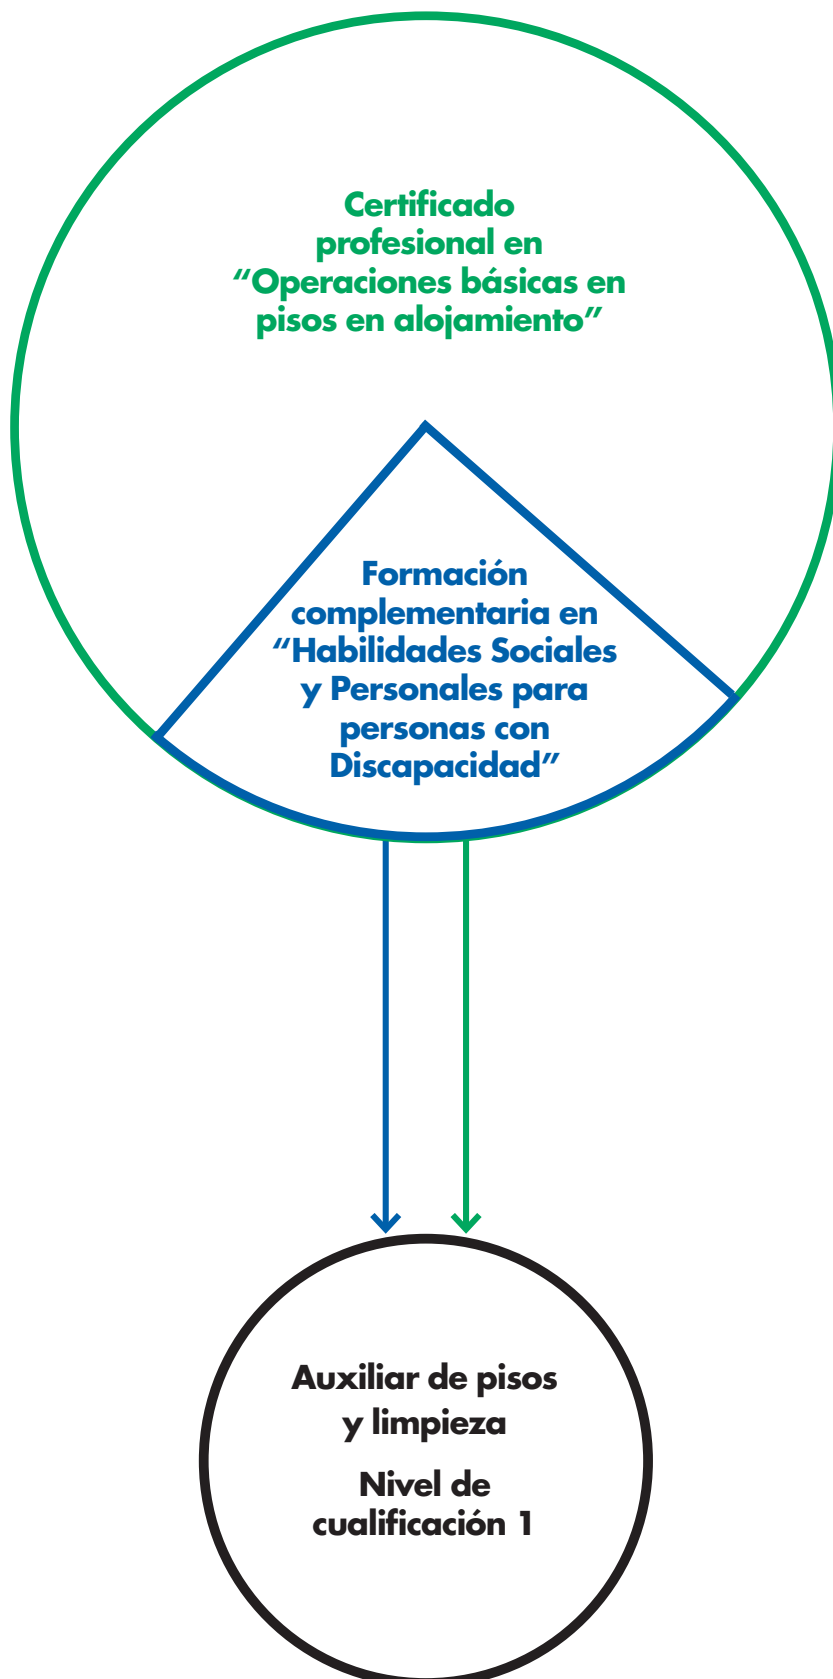 Certificado
profesional en
“Operaciones básicas en
pisos en alojamiento”
Formación
complementaria en
“Habilidades Sociales
y Personales para
personas con
Discapacidad”
Auxiliar de pisos
y limpieza
Nivel de
cualificación 1